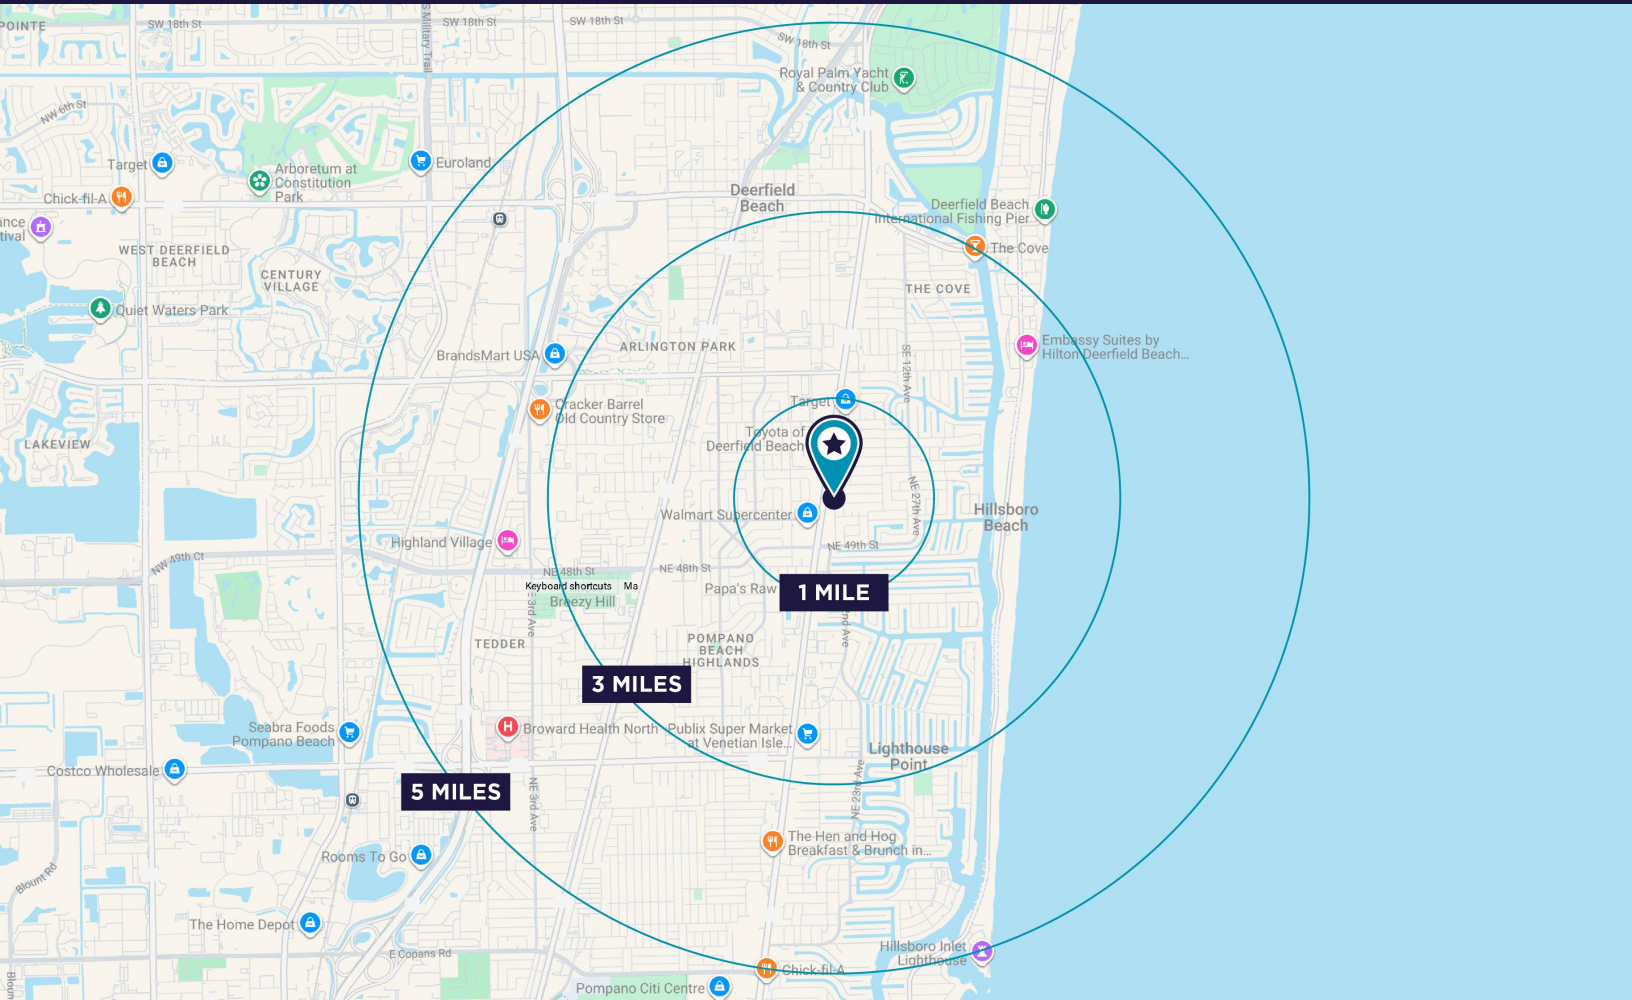 POINTE
SW 18th St
SW 18th St
SW 18th St
SW 18th St
S Military Trail
Royal Palm Yacht
& Country Club
NW 6th St
Target
Euroland
Arboretum at
Constitution
Park
Chick-fil-A
Deerfield
Beach
Deerfield Beach
International Fishing Pier
The Cove
WEST DEERFIELD
BEACH
CENTURY
VILLAGE
THE COVE
Quiet Waters Park
ARLINGTON PARK
BrandsMart USA
Embassy Suites by
Hilton Deerfield Beach...
SE 12th Ave
Cracker Barrel
Old Country Store
Target
Toyota of
Deerfield Beach
LAKEVIEW
NE 27th Ave
Walmart Supercenter
Hillsboro
Beach
Highland Village
NE 49th St
NW 49th Ct
NE 48th St
NE 48th St
Keyboard shortcuts
Ma
Papa's Raw
1 MILE
Breezy Hill
NE 3rd Ave
2nd Ave
TEDDER
POMPANO
BEACH
HIGHLANDS
3 MILES
Seabra Foods
Pompano Beach
H
Broward Health North
Publix Super Market
at Venetian Isle...
Lighthouse
Point
Costco Wholesale
5 MILES
NE 3rd Ave
NE 23rd Ave
The Hen and Hog
Breakfast & Brunch in...
Rooms To Go
Blount Rd
The Home Depot
E Copans Rd
Hillsboro Inlet
Lighthouse
Chick-fil-A
Pompano Citi Centre